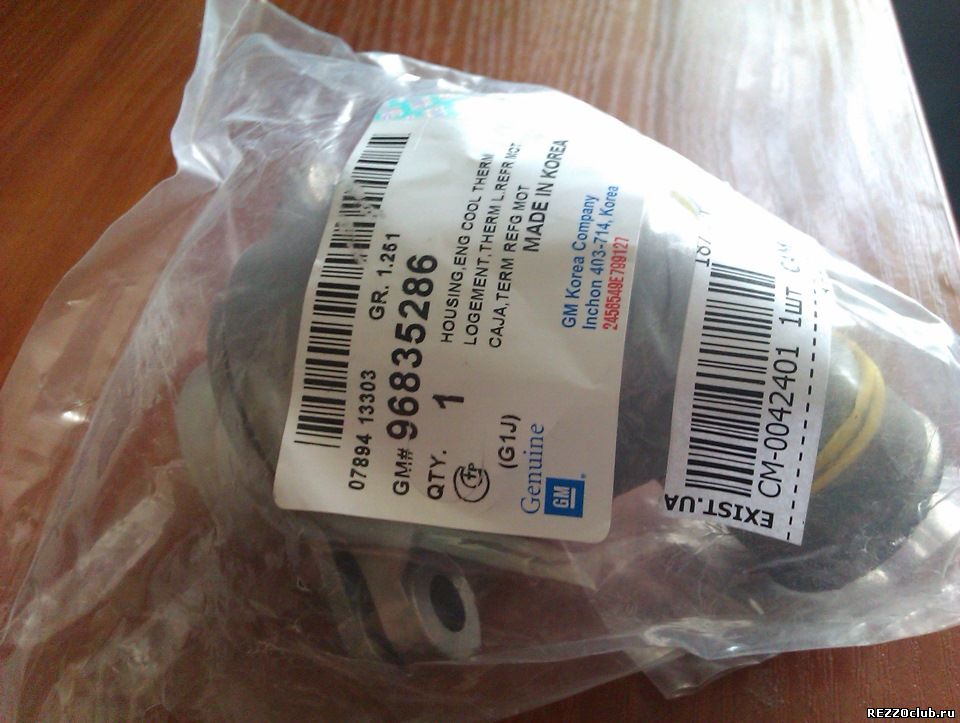 07894 13303 GR. 1.251
GM# 96835286
QTY. 1
HOUSING,ENG COOL THERM
LOGEMENT,THERM L.REFR MOT
CAJA,TERM REFG MOT
(G1J) MADE IN KOREA
Genuine
GM
GM Korea Company
Inchon 403-714, Korea
2456549E799127
EXIST.UA
CM-0042401 1шт
REZZOclub.ru